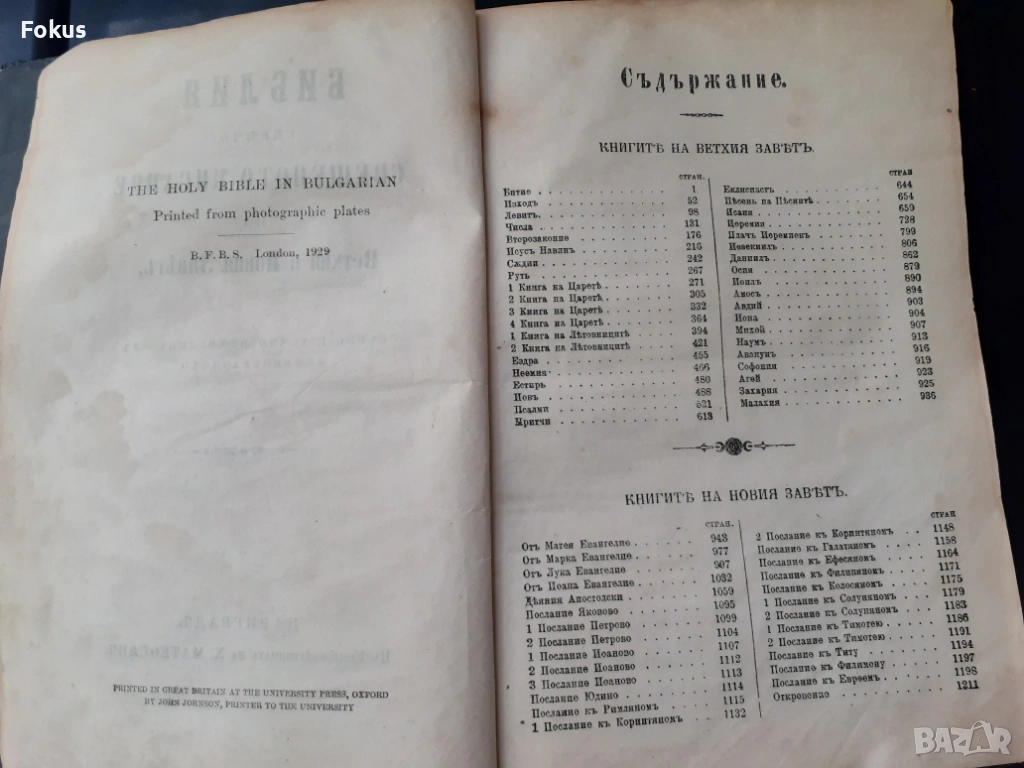 Fokus
THE HOLY BIBLE IN BULGARIAN
Printed from photographic plates
B.F.B.S. London, 1929
PRINTED IN GREAT BRITAIN AT THE UNIVERSITY PRESS, OXFORD
BY JOHN JOHNSON, PRINTER TO THE UNIVERSITY
Съдържание.
КНИГИТѢ НА ВЕТХИЯ ЗАВѢТЪ.
СТРАН.
Битие 1
Изходъ 52
Левитъ. 98
Числа 131
Второзаконие 176
Исусъ Навинъ 215
Сѫдии 242
Рутъ 267
1 Книга на Царетѣ 271
2 Книга на Царетѣ 305
3 Книга на Царетѣ 332
4 Книга на Царетѣ 364
1 Книга на Лѣтописитѣ 394
2 Книга на Лѣтописитѣ 421
Ездра 455
Неемия 466
Естирь 480
Иовъ 488
Псалми 521
Притчи 613
СТРАН
Еклисиастъ 644
Пѣсень на Пѣснитѣ 654
Исаия 659
Иеремия 728
Плачъ Иеремиевъ 799
Иезекиилъ 806
Даниилъ 862
Осия 879
Иоилъ 890
Амосъ 894
Авдий 903
Иона 904
Михей 907
Наумъ 913
Авакумъ 916
Софония 919
Агей 923
Захария 925
Малахия 936
КНИГИТѢ НА НОВИЯ ЗАВѢТЪ.
СТРАН.
Отъ Матея Евангелие 943
Отъ Марка Евангелие 977
Отъ Лука Евангелие 997
Отъ Иоана Евангелие 1032
Дѣяния Апостолски 1059
Послание Яковово 1095
1 Послание Петрово 1099
2 Послание Петрово 1104
1 Послание Иоаново 1107
2 Послание Иоаново 1112
3 Послание Иоаново 1113
Послание Юдино 1114
Послание къ Римляномъ 1115
1 Послание къ Коринтяномъ 1132
СТРАН
2 Послание къ Коринтяномъ 1148
Послание къ Галатяномъ 1158
Послание къ Ефесяномъ 1164
Послание къ Филипяномъ 1171
Послание къ Колосяномъ 1175
1 Послание къ Солуняномъ 1179
2 Послание къ Солуняномъ 1183
1 Послание къ Тимотею 1186
2 Послание къ Тимотею 1191
Послание къ Титу 1194
Послание къ Филимону 1197
Послание къ Евреемъ 1198
Откровение 1211
BAZAR